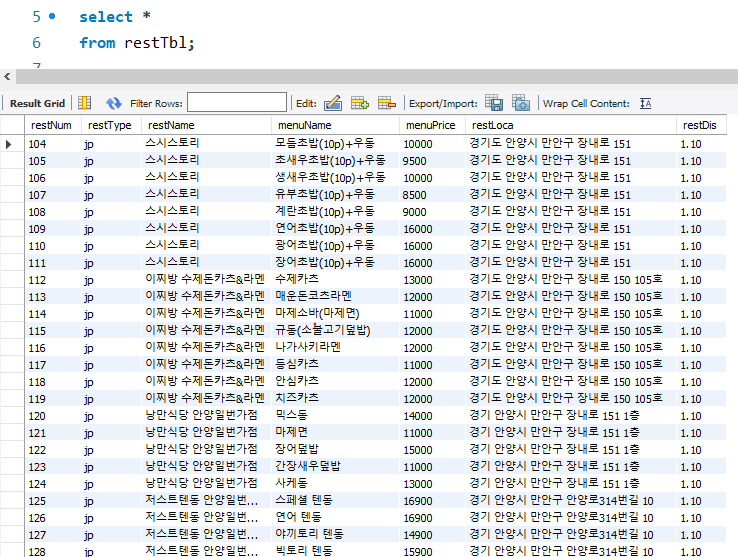 5 select *
6 from restTbl;
7
Result Grid Filter Rows: Edit: Export/Import: Wrap Cell Content:
restNum restType restName menuName menuPrice restLoca restDis
104 jp 스시스토리 모듬초밥(10p)+우동 10000 경기도 안양시 만안구 장내로 151 1.10
105 jp 스시스토리 초새우초밥(10p)+우동 9500 경기도 안양시 만안구 장내로 151 1.10
106 jp 스시스토리 생새우초밥(10p)+우동 10000 경기도 안양시 만안구 장내로 151 1.10
107 jp 스시스토리 유부초밥(10p)+우동 8500 경기도 안양시 만안구 장내로 151 1.10
108 jp 스시스토리 계란초밥(10p)+우동 9000 경기도 안양시 만안구 장내로 151 1.10
109 jp 스시스토리 연어초밥(10p)+우동 16000 경기도 안양시 만안구 장내로 151 1.10
110 jp 스시스토리 광어초밥(10p)+우동 16000 경기도 안양시 만안구 장내로 151 1.10
111 jp 스시스토리 장어초밥(10p)+우동 16000 경기도 안양시 만안구 장내로 151 1.10
112 jp 이찌방 수제돈카츠&라멘 수제카츠 13000 경기도 안양시 만안구 장내로 150 105호 1.10
113 jp 이찌방 수제돈카츠&라멘 매운돈코츠라멘 12000 경기도 안양시 만안구 장내로 150 105호 1.10
114 jp 이찌방 수제돈카츠&라멘 마제소바(마제면) 11000 경기도 안양시 만안구 장내로 150 105호 1.10
115 jp 이찌방 수제돈카츠&라멘 규동(소불고기덮밥) 12000 경기도 안양시 만안구 장내로 150 105호 1.10
116 jp 이찌방 수제돈카츠&라멘 나가사키라멘 12000 경기도 안양시 만안구 장내로 150 105호 1.10
117 jp 이찌방 수제돈카츠&라멘 등심카츠 11000 경기도 안양시 만안구 장내로 150 105호 1.10
118 jp 이찌방 수제돈카츠&라멘 안심카츠 12000 경기도 안양시 만안구 장내로 150 105호 1.10
119 jp 이찌방 수제돈카츠&라멘 치즈카츠 12000 경기도 안양시 만안구 장내로 150 105호 1.10
120 jp 낭만식당 안양일번가점 믹스동 14000 경기 안양시 만안구 장내로 151 1층 1.10
121 jp 낭만식당 안양일번가점 마제면 11000 경기 안양시 만안구 장내로 151 1층 1.10
122 jp 낭만식당 안양일번가점 장어덮밥 15000 경기 안양시 만안구 장내로 151 1층 1.10
123 jp 낭만식당 안양일번가점 간장새우덮밥 11000 경기 안양시 만안구 장내로 151 1층 1.10
124 jp 낭만식당 안양일번가점 사케동 13000 경기 안양시 만안구 장내로 151 1층 1.10
125 jp 저스트텐동 안양일번... 스페셜 텐동 16900 경기 안양시 만안구 안양로314번길 10 1.10
126 jp 저스트텐동 안양일번... 연어 텐동 16900 경기 안양시 만안구 안양로314번길 10 1.10
127 jp 저스트텐동 안양일번... 야끼토리 텐동 14900 경기 안양시 만안구 안양로314번길 10 1.10
128 jp 저스트텐동 안양일번... 빅토리 텐동 15900 경기 안양시 만안구 안양로314번길 10 1.10